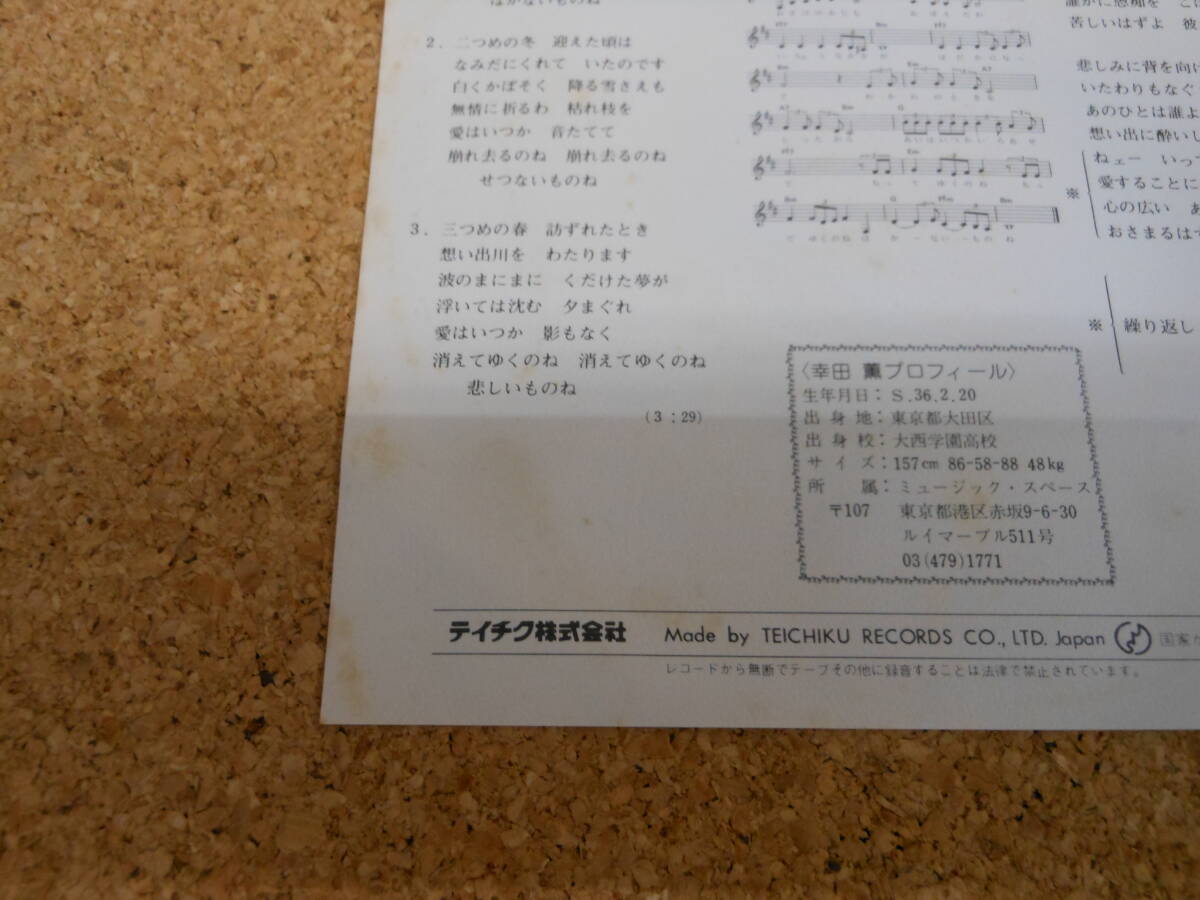 はかないものね
2．二つめの冬　迎えた頃は
なみだにくれて　いたのです
白くかぼそく　降る雪さえも
無情に折るわ　枯れ枝を
愛はいつか　音たてて
崩れ去るのね　崩れ去るのね
せつないものね
3．三つめの春　訪ずれたとき
想い出川を　わたります
波のまにまに　くだけた夢が
浮いては沈む　夕まぐれ
愛はいつか　影もなく
消えてゆくのね　消えてゆくのね
悲しいものね
（3：29）
誰かに愚痴を
苦しいはずよ　彼
悲しみに背を向け
いたわりもなぐ
あのひとは誰よ
想い出に酔いし
ねェー　いっ
※
愛することに
心の広い　あ
おさまるはず
※
繰り返し
〈幸田 薫プロフィール〉
生年月日：S.36.2.20
出 身 地：東京都大田区
出 身 校：大西学園高校
サ イ ズ：157cm 86-58-88 48kg
所　　属：ミュージック・スペース
〒107　東京都港区赤坂9-6-30
ルイマーブル511号
03(479)1771
テイチク株式会社　Made by TEICHIKU RECORDS CO., LTD. Japan
レコードから無断でテープその他に録音することは法律で禁止されています。